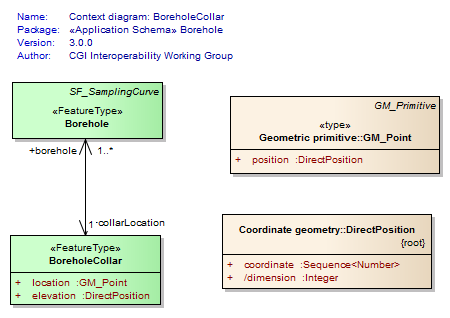 Name: Context diagram: BoreholeCollar
Package: «Application Schema» Borehole
Version: 3.0.0
Author: CGI Interoperability Working Group
SF_SamplingCurve
«FeatureType»
Borehole
+borehole 1..*
1 -collarLocation
«FeatureType»
BoreholeCollar
+ location :GM_Point
+ elevation :DirectPosition
GM_Primitive
«type»
Geometric primitive::GM_Point
+ position :DirectPosition
Coordinate geometry::DirectPosition
{root}
+ coordinate :Sequence<Number>
+ /dimension :Integer